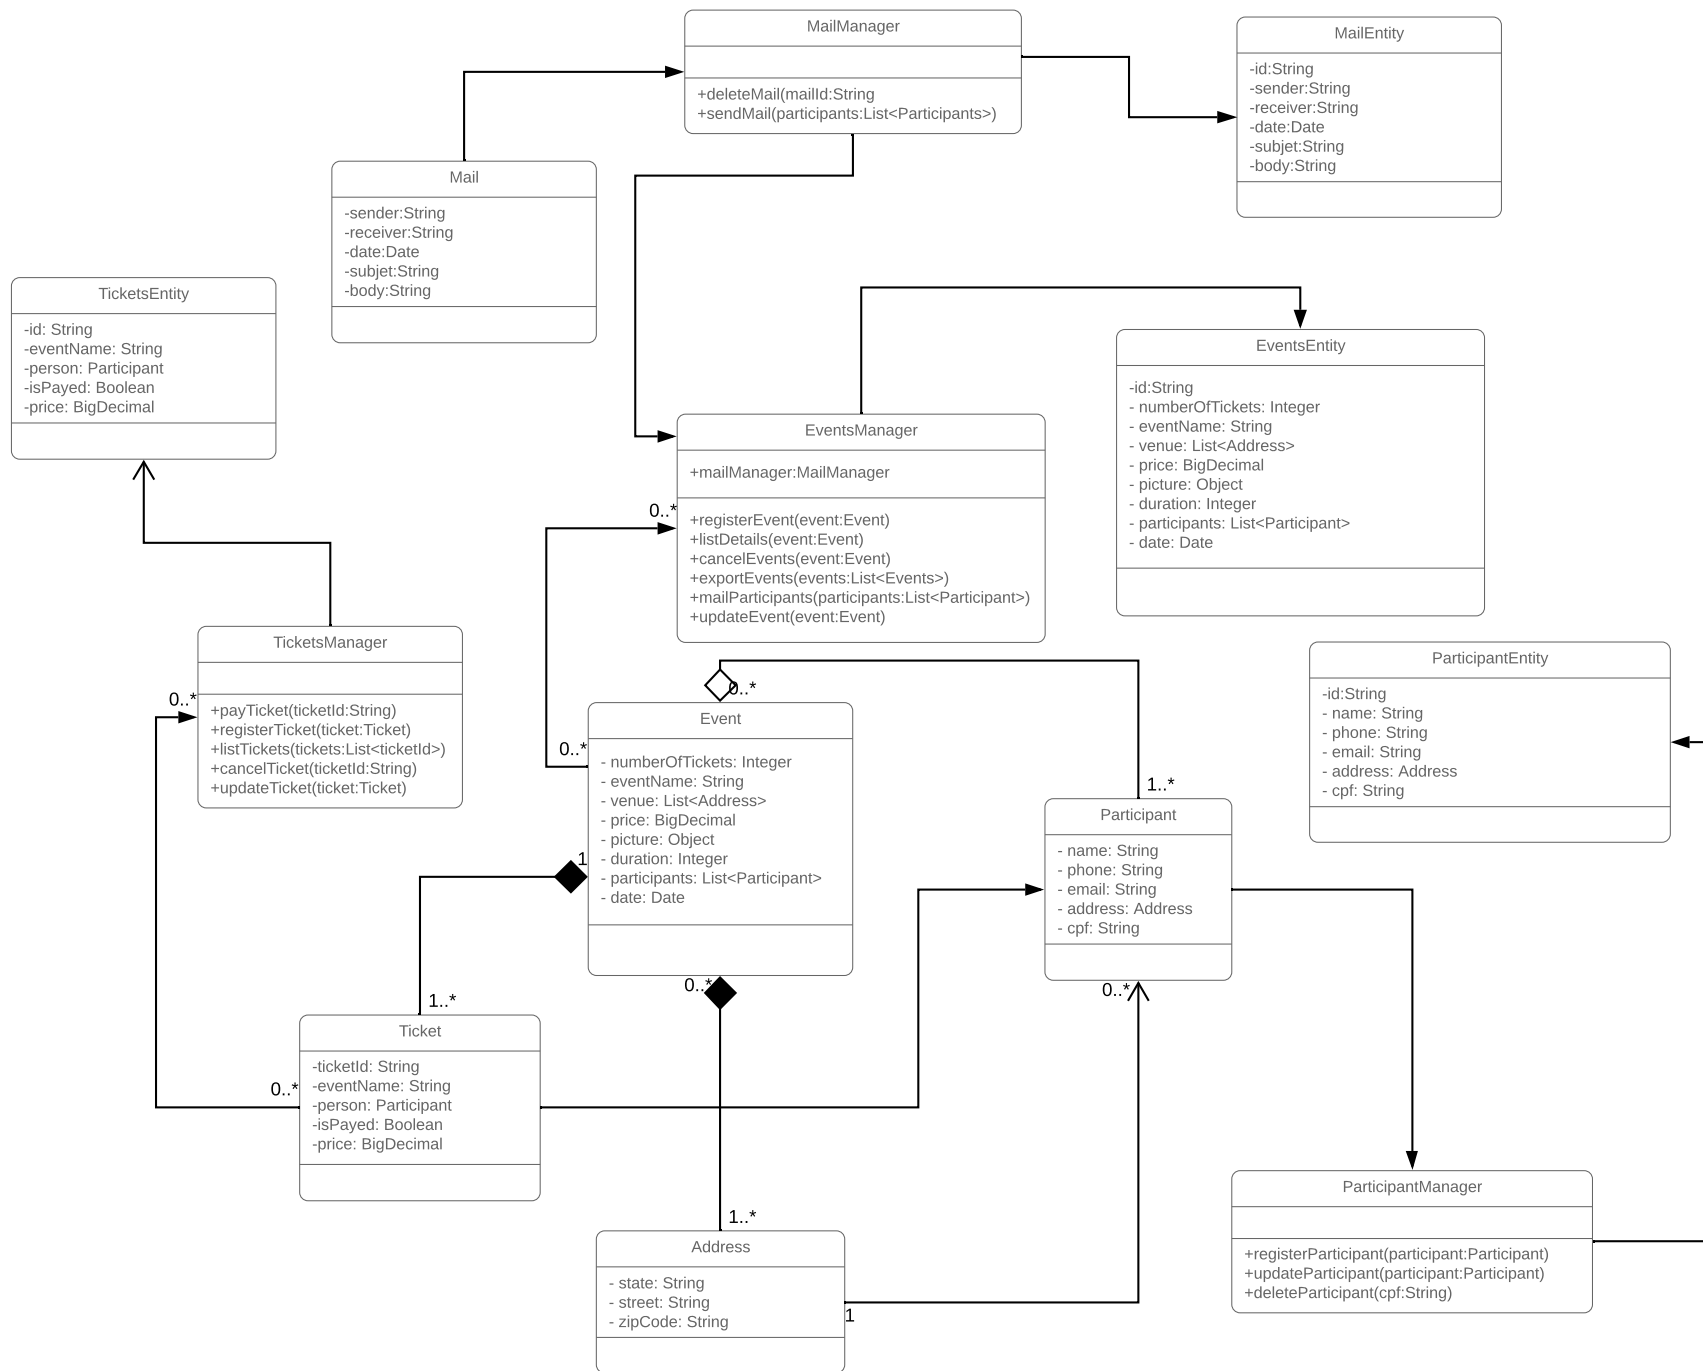 MailManager
+deleteMail(mailId:String
+sendMail(participants:List<Participants>)
MailEntity
-id:String
-sender:String
-receiver:String
-date:Date
-subjet:String
-body:String
Mail
-sender:String
-receiver:String
-date:Date
-subjet:String
-body:String
TicketsEntity
-id: String
-eventName: String
-person: Participant
-isPayed: Boolean
-price: BigDecimal
EventsEntity
-id:String
- numberOfTickets: Integer
- eventName: String
- venue: List<Address>
- price: BigDecimal
- picture: Object
- duration: Integer
- participants: List<Participant>
- date: Date
EventsManager
+mailManager:MailManager
0..*
+registerEvent(event:Event)
+listDetails(event:Event)
+cancelEvents(event:Event)
+exportEvents(events:List<Events>)
+mailParticipants(participants:List<Participant>)
+updateEvent(event:Event)
TicketsManager
0..*
+payTicket(ticketId:String)
+registerTicket(ticket:Ticket)
+listTickets(tickets:List<ticketId>)
+cancelTicket(ticketId:String)
+updateTicket(ticket:Ticket)
ParticipantEntity
-id:String
- name: String
- phone: String
- email: String
- address: Address
- cpf: String
0..*
Event
0..*
- numberOfTickets: Integer
- eventName: String
- venue: List<Address>
- price: BigDecimal
- picture: Object
- duration: Integer
- participants: List<Participant>
- date: Date
1
1..*
Participant
- name: String
- phone: String
- email: String
- address: Address
- cpf: String
0..*
0..*
1..*
Ticket
-ticketId: String
-eventName: String
-person: Participant
-isPayed: Boolean
-price: BigDecimal
0..*
1..*
Address
- state: String
- street: String
- zipCode: String
1
ParticipantManager
+registerParticipant(participant:Participant)
+updateParticipant(participant:Participant)
+deleteParticipant(cpf:String)